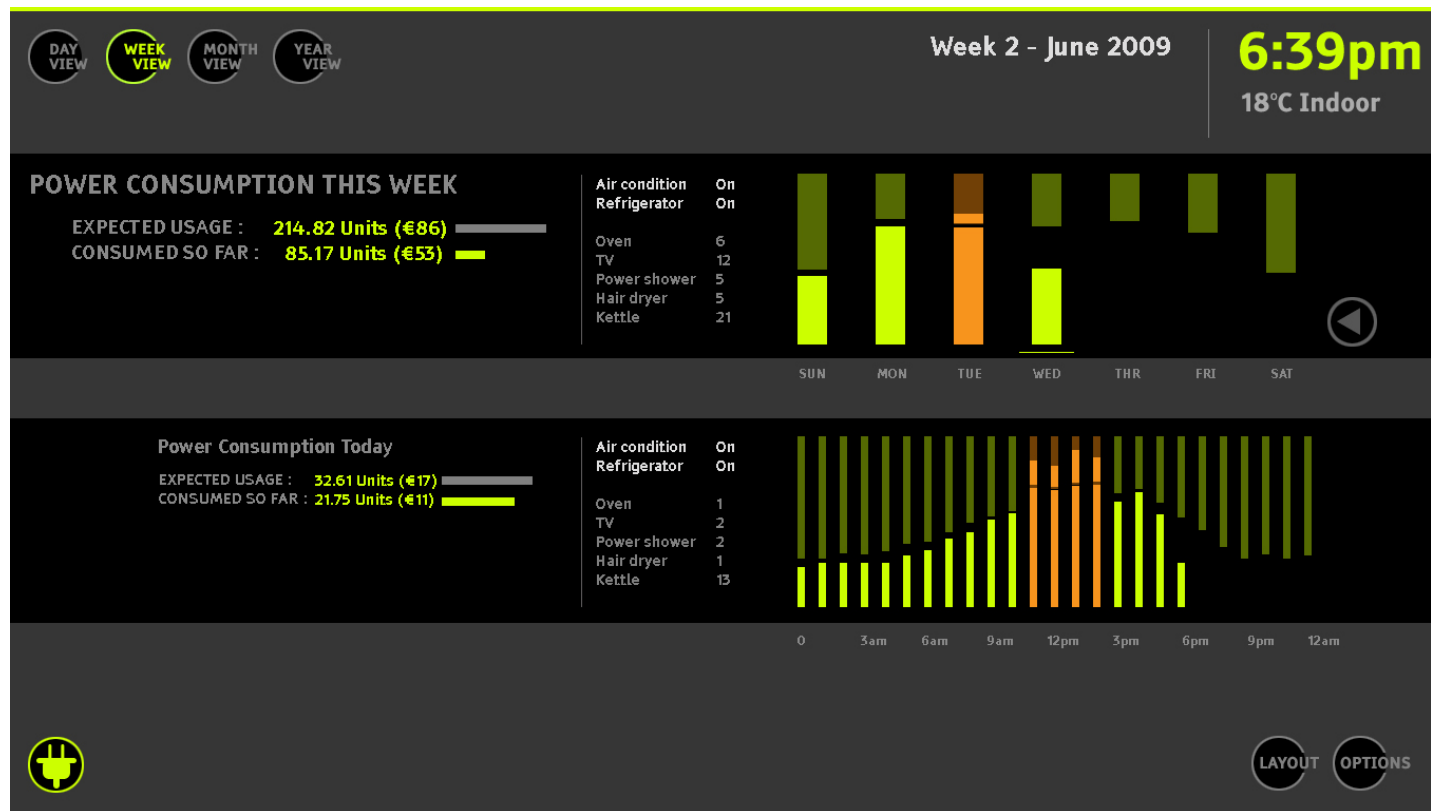 DAY VIEW
WEEK VIEW
MONTH VIEW
YEAR VIEW
Week 2 - June 2009
6:39pm
18°C Indoor
POWER CONSUMPTION THIS WEEK
EXPECTED USAGE : 214.82 Units (€86)
CONSUMED SO FAR : 85.17 Units (€53)
Air condition On
Refrigerator On
Oven 6
TV 12
Power shower 5
Hair dryer 5
Kettle 21
SUN MON TUE WED THR FRI SAT
Power Consumption Today
EXPECTED USAGE : 32.61 Units (€17)
CONSUMED SO FAR : 21.75 Units (€11)
Air condition On
Refrigerator On
Oven 1
TV 2
Power shower 2
Hair dryer 1
Kettle 13
0 3am 6am 9am 12pm 3pm 6pm 9pm 12am
LAYOUT OPTIONS